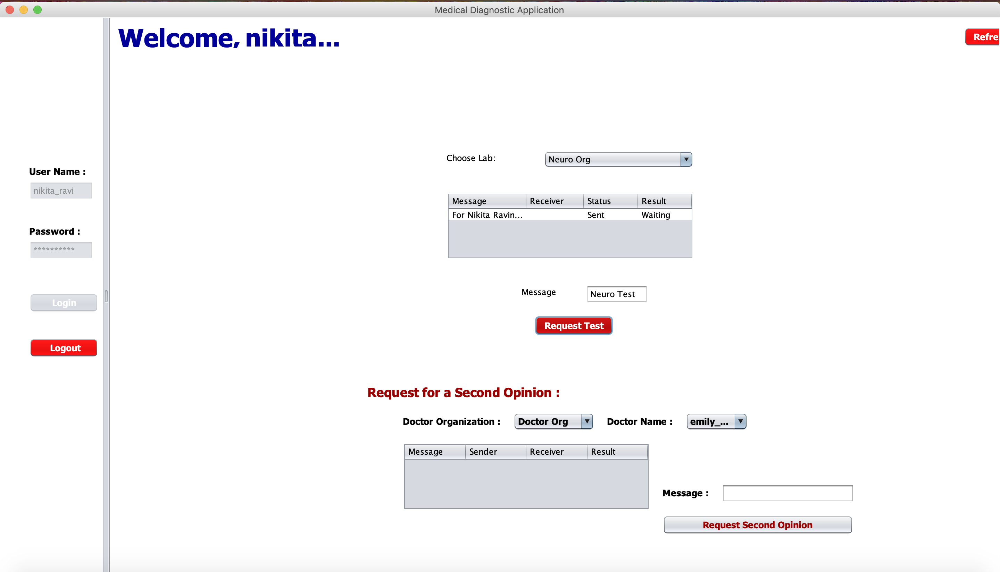 Medical Diagnostic Application
Welcome, nikita...
Refre
Choose Lab:
Neuro Org
User Name :
nikita_ravi
Message Receiver Status Result
For Nikita Ravin... Sent Waiting
Password :
**********
Message
Neuro Test
Login
Request Test
Logout
Request for a Second Opinion :
Doctor Organization :
Doctor Org
Doctor Name :
emily_...
Message Sender Receiver Result
Message :
Request Second Opinion